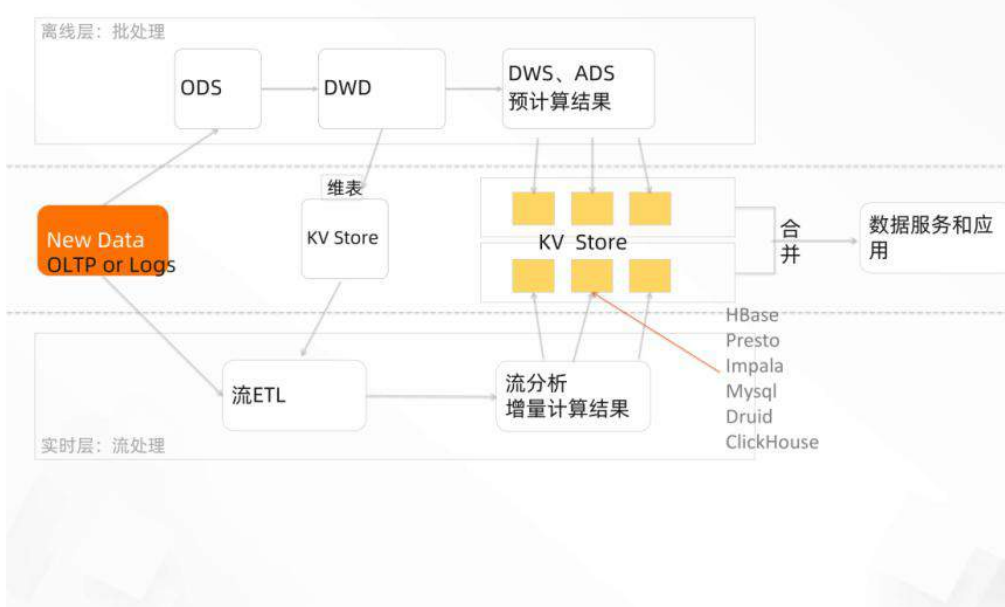 离线层：批处理
ODS
DWD
DWS、ADS
预计算结果
维表
KV Store
New Data
OLTP or Logs
KV Store
合
并
数据服务和应
用
HBase
Presto
Impala
Mysql
Druid
ClickHouse
流ETL
流分析
增量计算结果
实时层：流处理